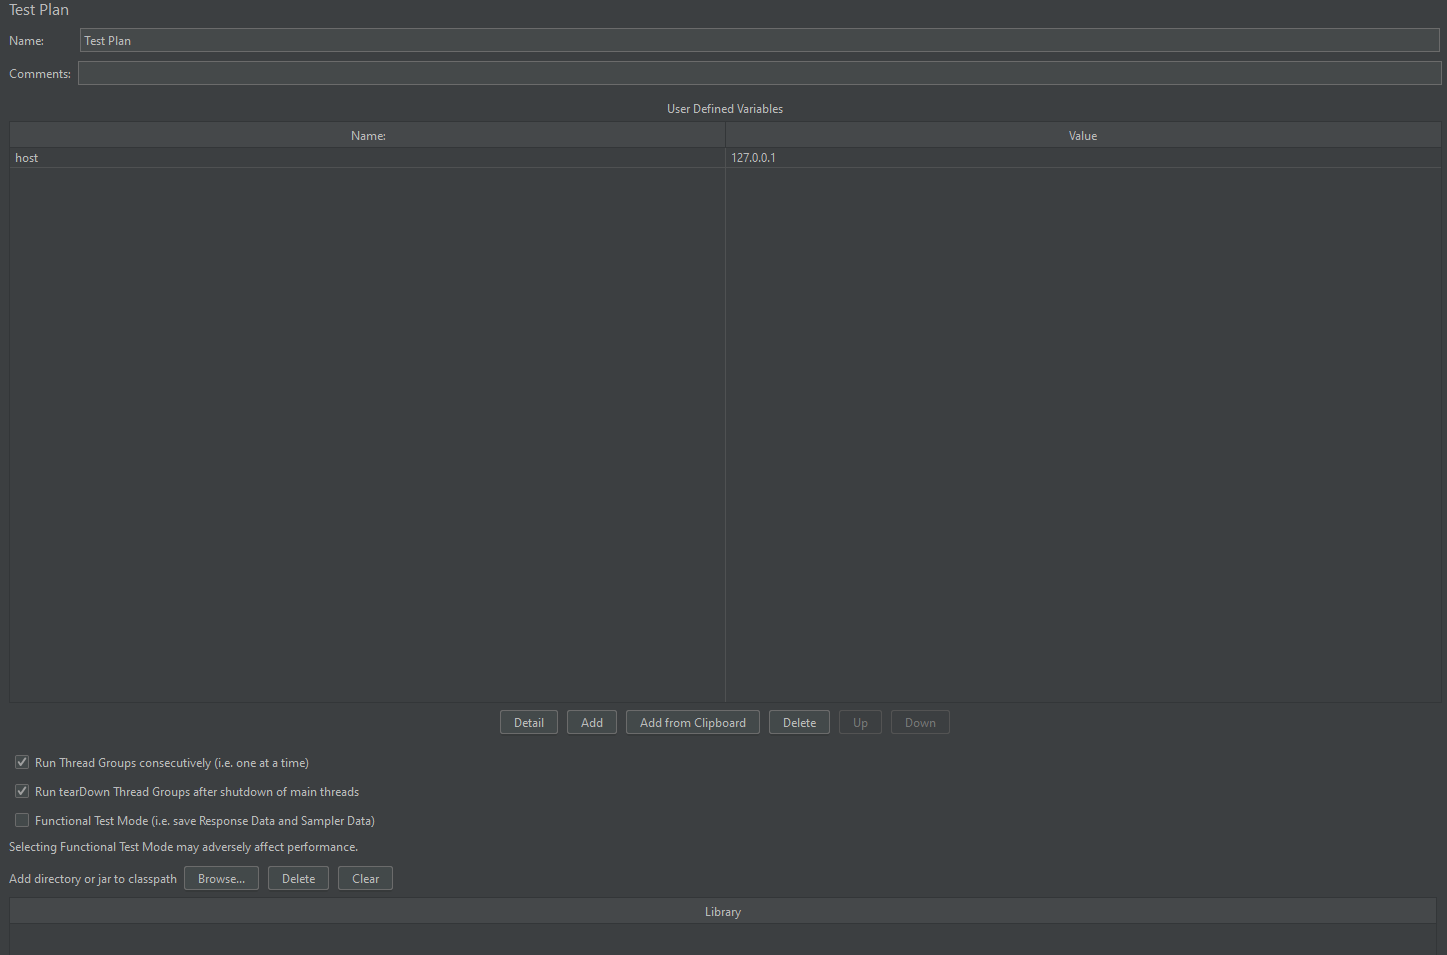 Test Plan
Name: Test Plan
Comments:
User Defined Variables
Name: Value
host 127.0.0.1
Detail Add Add from Clipboard Delete Up Down
Run Thread Groups consecutively (i.e. one at a time)
Run tearDown Thread Groups after shutdown of main threads
Functional Test Mode (i.e. save Response Data and Sampler Data)
Selecting Functional Test Mode may adversely affect performance.
Add directory or jar to classpath Browse... Delete Clear
Library